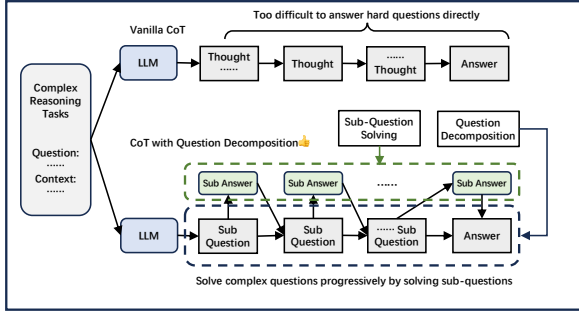 Too difficult to answer hard questions directly
Vanilla CoT
LLM
Thought
......
Thought
......
Thought
Answer
Complex
Reasoning
Tasks
Question:
......
Context:
......
Sub-Question
Solving
Question
Decomposition
CoT with Question Decomposition👍
Sub Answer
Sub Answer
......
Sub Answer
LLM
Sub
Question
Sub
Question
...... Sub
Question
Answer
Solve complex questions progressively by solving sub-questions